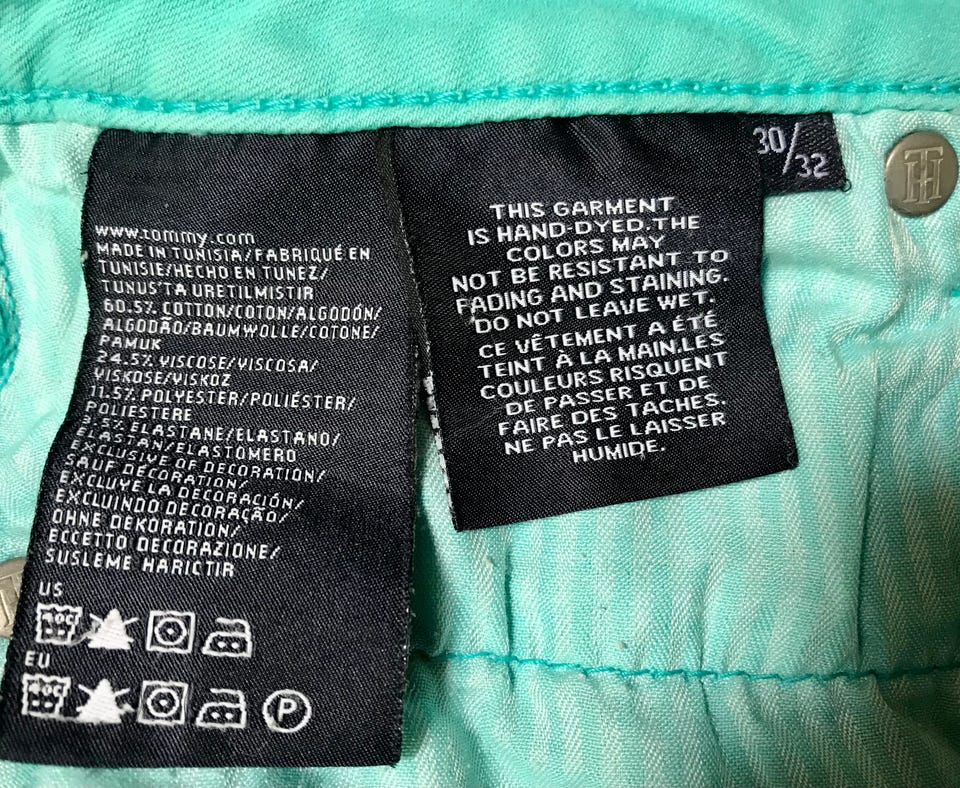 www.tommy.com
MADE IN TUNISIA/FABRIQUÉ EN
TUNISIE/HECHO EN TUNEZ/
TUNUS'TA URETILMISTIR
60.5% COTTON/COTON/ALGODÓN/
ALGODÃO/BAUMWOLLE/COTONE/
PAMUK
24.5% VISCOSE/VISCOSA/
VISKOSE/VISKOZ
11.5% POLYESTER/POLIÉSTER/
POLIESTERE
3.5% ELASTANE/ELASTANO/
ELASTAN/ELASTOMERO
EXCLUSIVE OF DECORATION/
SAUF DÉCORATION/
EXCLUYE LA DECORACIÓN/
EXCLUINDO DECORAÇÃO/
OHNE DEKORATION/
ECCETTO DECORAZIONE/
SUSLEME HARICTIR
US
40C
EU
40C
P
THIS GARMENT
IS HAND-DYED.THE
COLORS MAY
NOT BE RESISTANT TO
FADING AND STAINING.
DO NOT LEAVE WET.
CE VÊTEMENT A ÉTÉ
TEINT À LA MAIN.LES
COULEURS RISQUENT
DE PASSER ET DE
FAIRE DES TACHES.
NE PAS LE LAISSER
HUMIDE.
30/32
TH